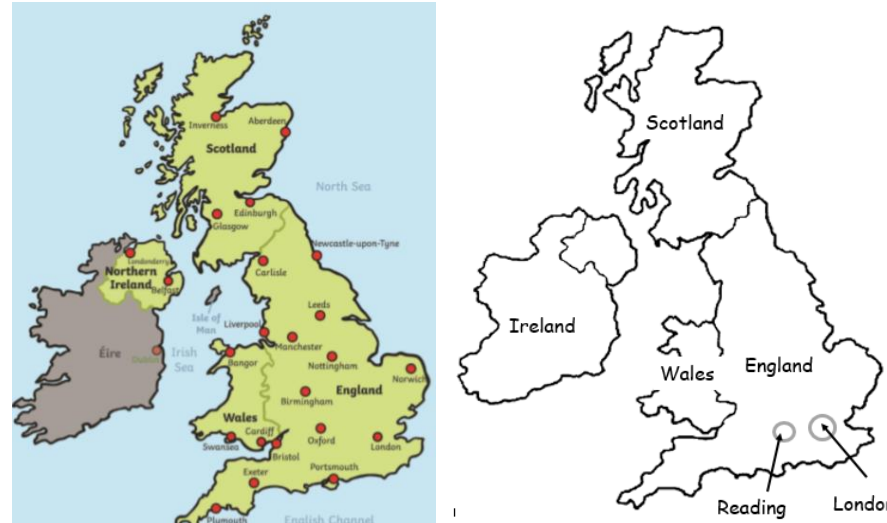 Inverness
Aberdeen
Scotland
North Sea
Edinburgh
Glasgow
Newcastle-upon-Tyne
Londonderry
Carlisle
Northern
Ireland
Belfast
Isle of
Man
Leeds
Liverpool
Manchester
Éire
Dublin
Irish
Sea
Bangor
Nottingham
Norwich
England
Birmingham
Wales
Cardiff
Swansea
Bristol
Oxford
London
Exeter
Portsmouth
Plymouth
English Channel
Scotland
Ireland
Wales
England
Reading
London